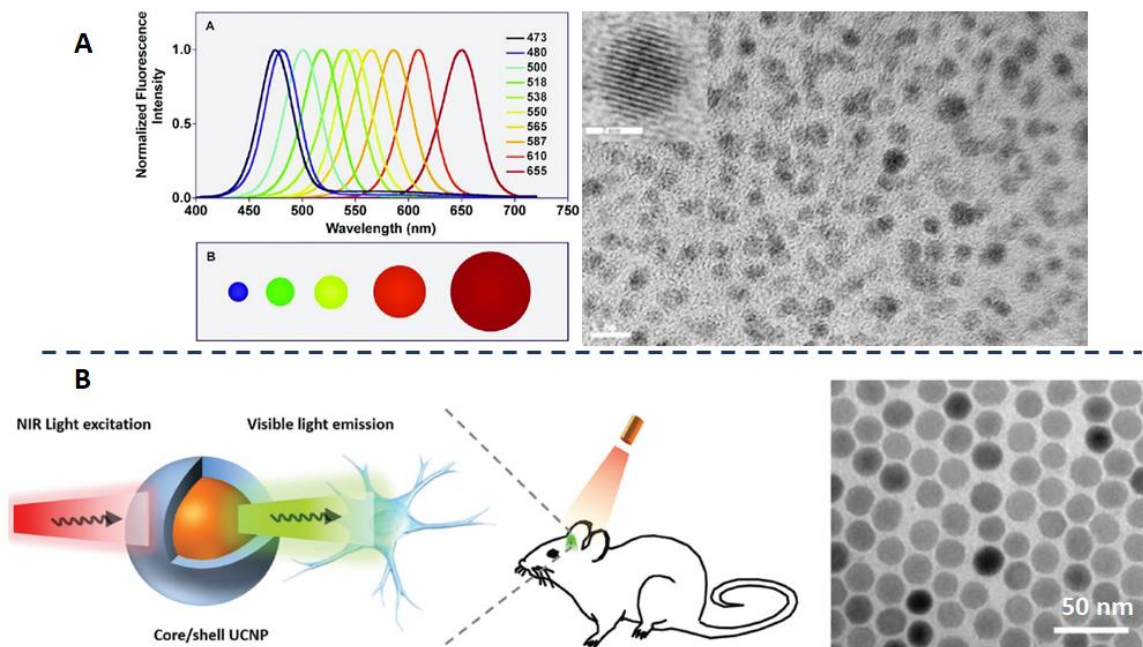 A
A
Normalized Fluorescence
Intensity
1.0
0.5
0.0
400
450
500
550
600
650
700
750
Wavelength (nm)
473
480
500
518
538
550
565
587
610
655
B
B
NIR Light excitation
Visible light emission
Core/shell UCNP
50 nm